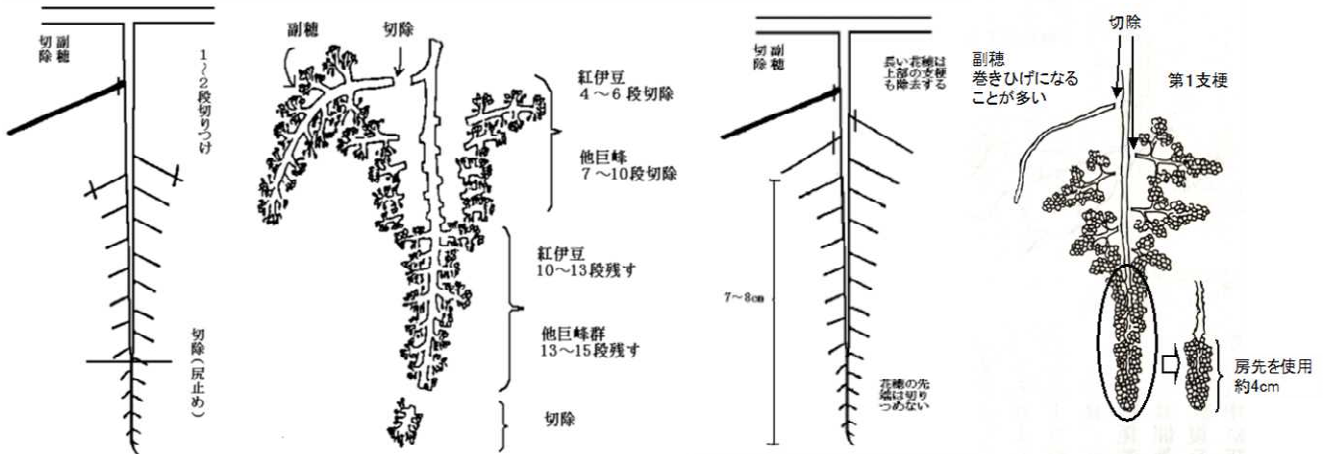 副穂
切除
1～2段切りつけ
切除（尻止め）
副穂
切除
紅伊豆
4～6段切除
他巨峰
7～10段切除
紅伊豆
10～13段残す
他巨峰群
13～15段残す
切除
副穂
切除
長い花穂は
上部の支梗
も除去する
7～8cm
花穂の先
端は切り
つめない
切除
副穂
巻きひげになる
ことが多い
第1支梗
房先を使用
約4cm